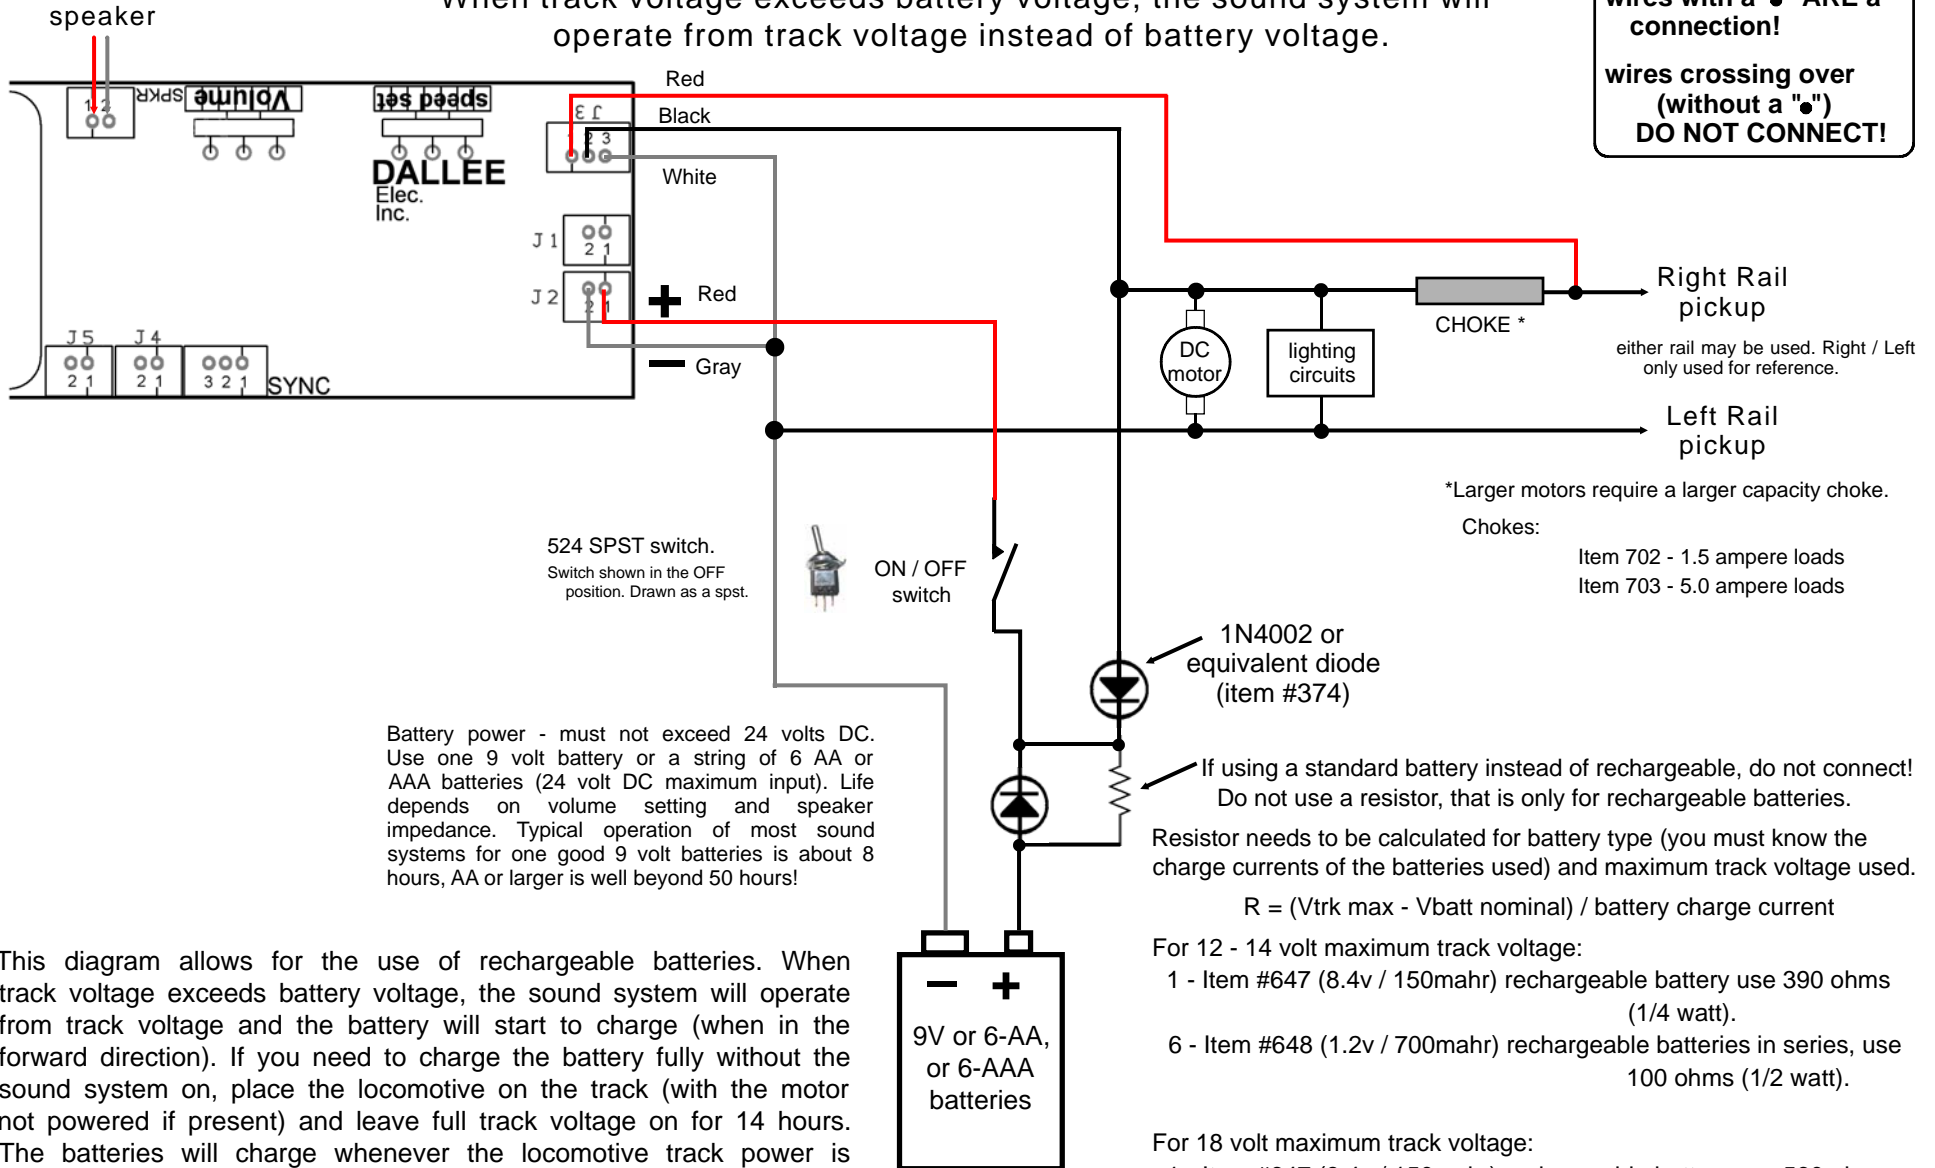 speaker
When track voltage exceeds battery voltage, the sound system will
operate from track voltage instead of battery voltage.
wires with a "●" ARE a
connection!
wires crossing over
(without a "●")
DO NOT CONNECT!
1 2
SPKR
Volume
speed set
DALLEE
Elec.
Inc.
J3
1 2 3
Red
Black
White
J1
2 1
J2
2 1
+ Red
− Gray
J5
2 1
J4
2 1
3 2 1
SYNC
DC
motor
lighting
circuits
CHOKE *
Right Rail
pickup
either rail may be used. Right / Left
only used for reference.
Left Rail
pickup
*Larger motors require a larger capacity choke.
Chokes:
Item 702 - 1.5 ampere loads
Item 703 - 5.0 ampere loads
524 SPST switch.
Switch shown in the OFF
position. Drawn as a spst.
ON / OFF
switch
1N4002 or
equivalent diode
(item #374)
Battery power - must not exceed 24 volts DC.
Use one 9 volt battery or a string of 6 AA or
AAA batteries (24 volt DC maximum input). Life
depends on volume setting and speaker
impedance. Typical operation of most sound
systems for one good 9 volt batteries is about 8
hours, AA or larger is well beyond 50 hours!
If using a standard battery instead of rechargeable, do not connect!
Do not use a resistor, that is only for rechargeable batteries.
Resistor needs to be calculated for battery type (you must know the
charge currents of the batteries used) and maximum track voltage used.
R = (Vtrk max - Vbatt nominal) / battery charge current
For 12 - 14 volt maximum track voltage:
1 - Item #647 (8.4v / 150mahr) rechargeable battery use 390 ohms
(1/4 watt).
6 - Item #648 (1.2v / 700mahr) rechargeable batteries in series, use
100 ohms (1/2 watt).
For 18 volt maximum track voltage:
− +
9V or 6-AA,
or 6-AAA
batteries
This diagram allows for the use of rechargeable batteries. When
track voltage exceeds battery voltage, the sound system will operate
from track voltage and the battery will start to charge (when in the
forward direction). If you need to charge the battery fully without the
sound system on, place the locomotive on the track (with the motor
not powered if present) and leave full track voltage on for 14 hours.
The batteries will charge whenever the locomotive track power is